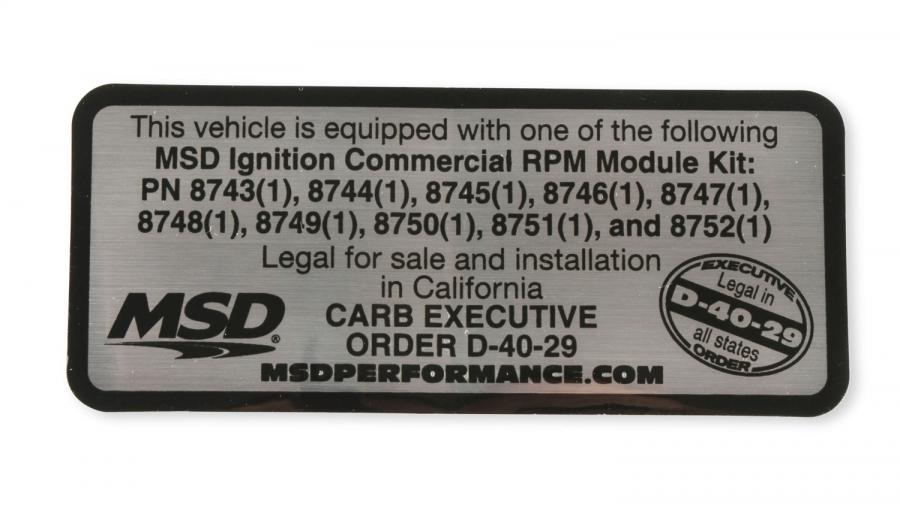 This vehicle is equipped with one of the following
MSD Ignition Commercial RPM Module Kit:
PN 8743(1), 8744(1), 8745(1), 8746(1), 8747(1),
8748(1), 8749(1), 8750(1), 8751(1), and 8752(1)
Legal for sale and installation
in California
CARB EXECUTIVE
ORDER D-40-29
MSDPERFORMANCE.COM
MSD®
EXECUTIVE
Legal in
D-40-29
all states
ORDER